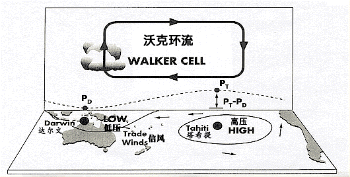 沃克环流
WALKER CELL
P_D
P_T
P_T-P_D
Darwin
达尔文
LOW
低压
Trade
Winds
信风
Tahiti
塔希提
高压
HIGH